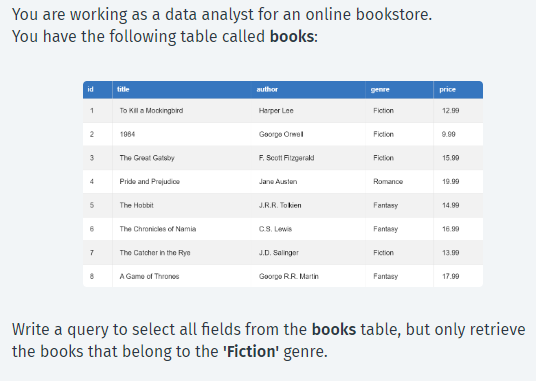 You are working as a data analyst for an online bookstore.
You have the following table called books:
id title author genre price
1 To Kill a Mockingbird Harper Lee Fiction 12.99
2 1984 George Orwell Fiction 9.99
3 The Great Gatsby F. Scott Fitzgerald Fiction 15.99
4 Pride and Prejudice Jane Austen Romance 19.99
5 The Hobbit J.R.R. Tolkien Fantasy 14.99
6 The Chronicles of Narnia C.S. Lewis Fantasy 16.99
7 The Catcher in the Rye J.D. Salinger Fiction 13.99
8 A Game of Thrones George R.R. Martin Fantasy 17.99
Write a query to select all fields from the books table, but only retrieve
the books that belong to the 'Fiction' genre.